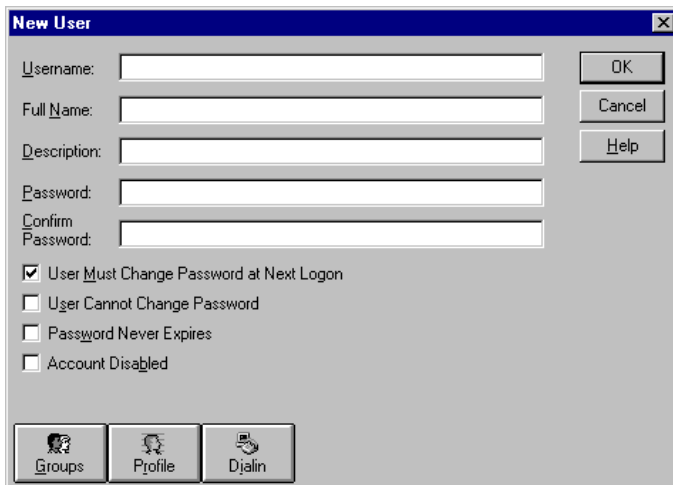 New User
Username:
OK
Full Name:
Cancel
Description:
Help
Password:
Confirm
Password:
User Must Change Password at Next Logon
User Cannot Change Password
Password Never Expires
Account Disabled
Groups
Profile
Dialin